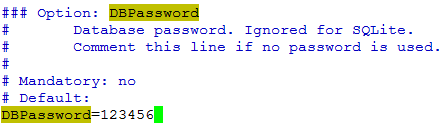 ### Option: DBPassword
#       Database password. Ignored for SQLite.
#       Comment this line if no password is used.
#
# Mandatory: no
# Default:
DBPassword=123456